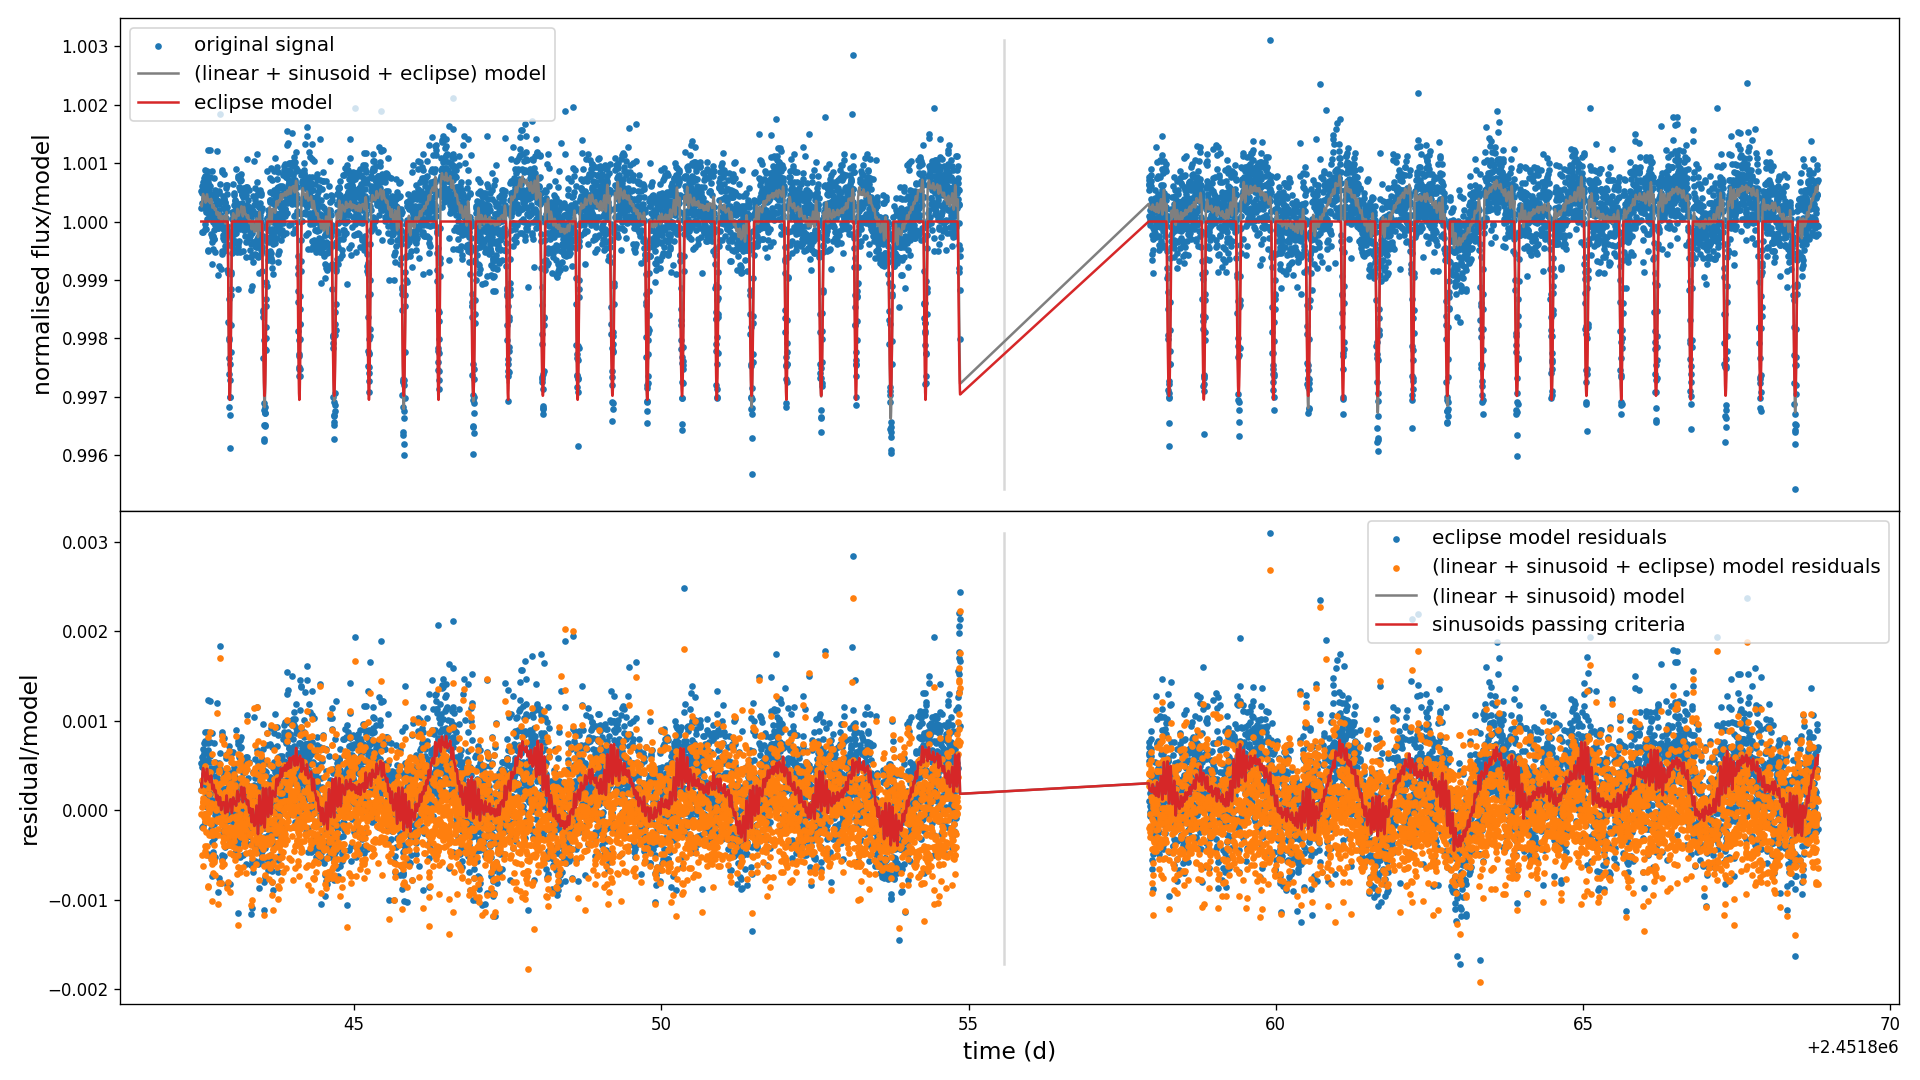 original signal
(linear + sinusoid + eclipse) model
eclipse model
1.003
1.002
1.001
1.000
0.999
0.998
0.997
0.996
normalised flux/model
eclipse model residuals
(linear + sinusoid + eclipse) model residuals
(linear + sinusoid) model
sinusoids passing criteria
0.003
0.002
0.001
0.000
−0.001
−0.002
residual/model
45
50
55
60
65
70
+2.4518e6
time (d)